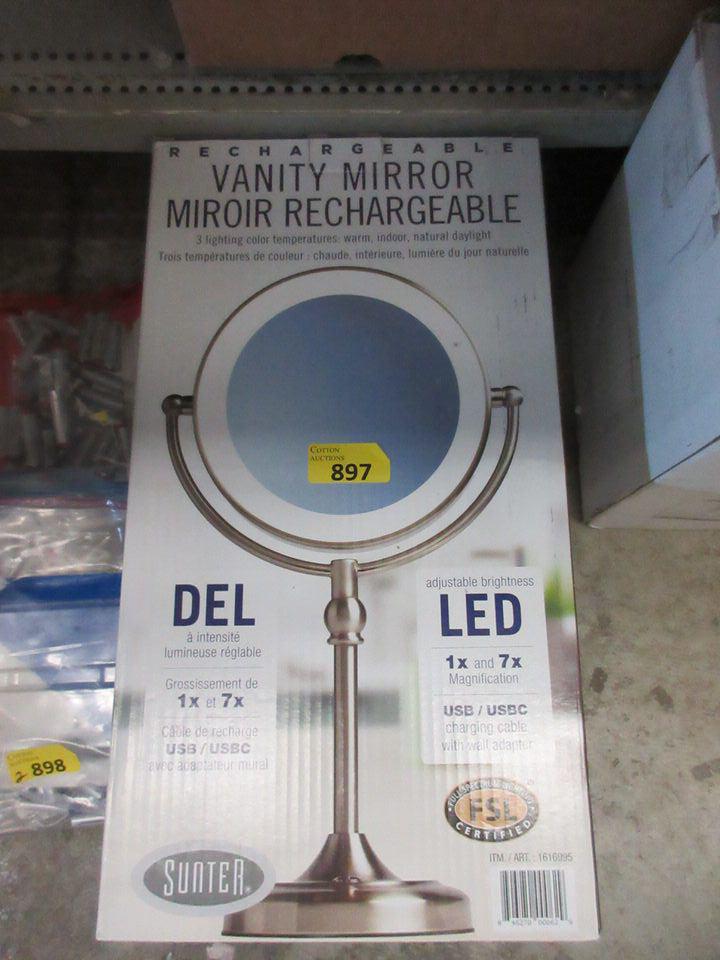 RECHARGEABLE
VANITY MIRROR
MIROIR RECHARGEABLE
3 lighting color temperatures: warm, indoor, natural daylight
Trois températures de couleur : chaude, intérieure, lumière du jour naturelle
COTTON
AUCTIONS
897
DEL
à intensité
lumineuse réglable
Grossissement de
1x et 7x
Câble de recharge
USB / USBC
avec adaptateur mural
adjustable brightness
LED
1x and 7x
Magnification
USB / USBC
charging cable
with wall adapter
2 898
FSL
CERTIFIED
SUNTER
ITM. / ART. : 1616995